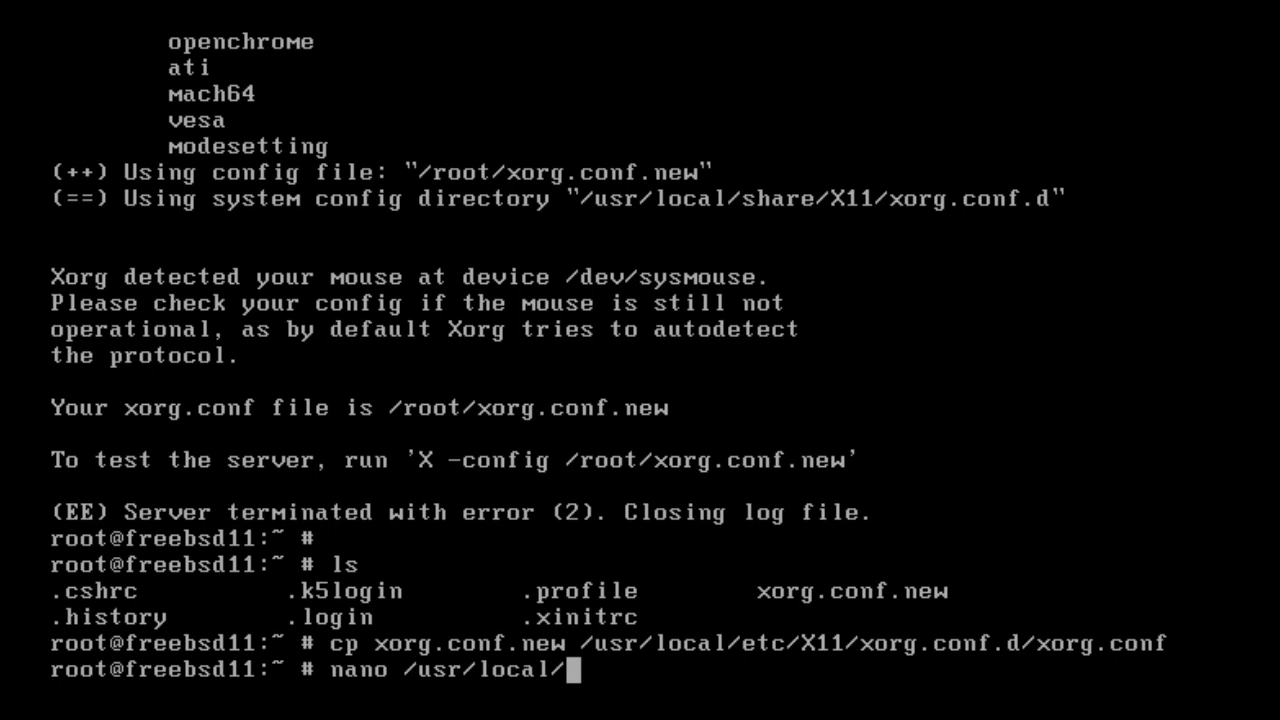 openchrome
ati
mach64
vesa
modesetting
(++) Using config file: "/root/xorg.conf.new"
(==) Using system config directory "/usr/local/share/X11/xorg.conf.d"
Xorg detected your mouse at device /dev/sysmouse.
Please check your config if the mouse is still not
operational, as by default Xorg tries to autodetect
the protocol.
Your xorg.conf file is /root/xorg.conf.new
To test the server, run 'X -config /root/xorg.conf.new'
(EE) Server terminated with error (2). Closing log file.
root@freebsd11:~ #
root@freebsd11:~ # ls
.cshrc .k5login .profile xorg.conf.new
.history .login .xinitrc
root@freebsd11:~ # cp xorg.conf.new /usr/local/etc/X11/xorg.conf.d/xorg.conf
root@freebsd11:~ # nano /usr/local/